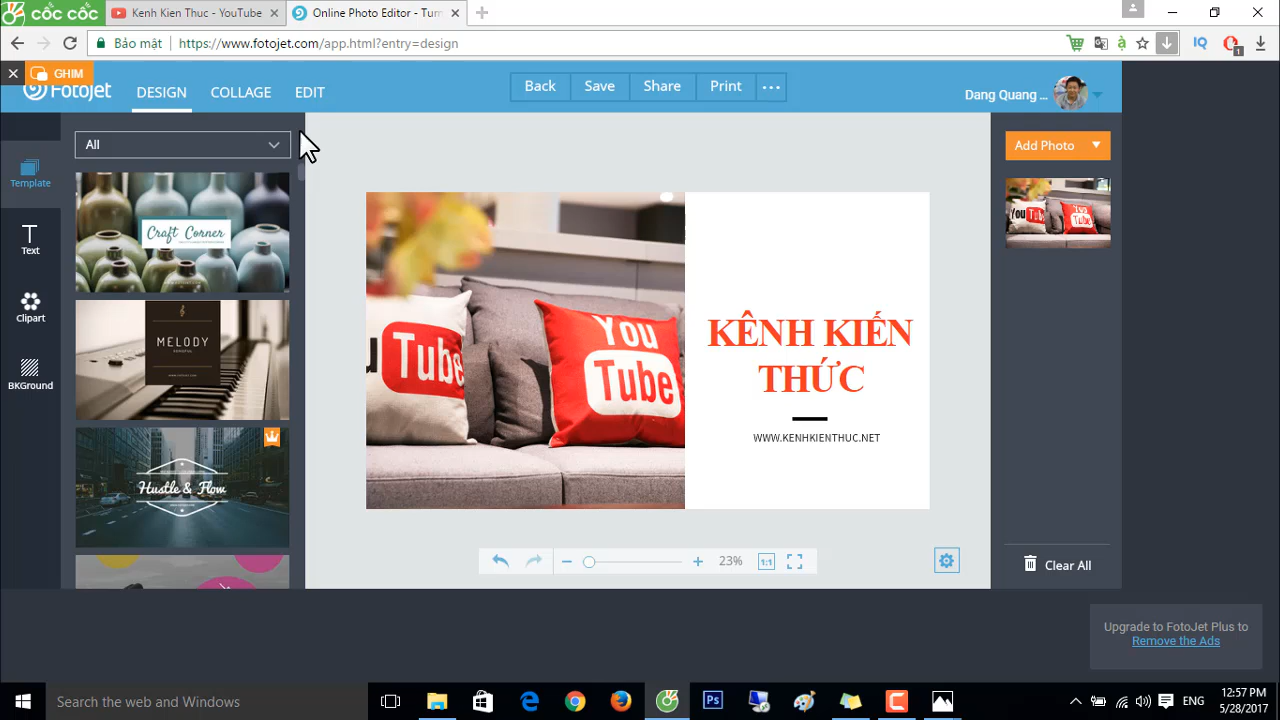 cốc cốc
Kenh Kien Thuc - YouTube
Online Photo Editor - Turn
Bảo mật
https://www.fotojet.com/app.html?entry=design
IQ
1
GHIM
Fotojet
DESIGN
COLLAGE
EDIT
Back
Save
Share
Print
Dang Quang ...
All
Add Photo
Template
Text
Clipart
BKGround
Craft Corner
MELODY
Hustle & Flow
You Tube
You
Tube
KÊNH KIẾN
THỨC
WWW.KENHKIENTHUC.NET
23%
1:1
Clear All
Upgrade to FotoJet Plus to
Remove the Ads
Search the web and Windows
Ps
ENG
12:57 PM
5/28/2017